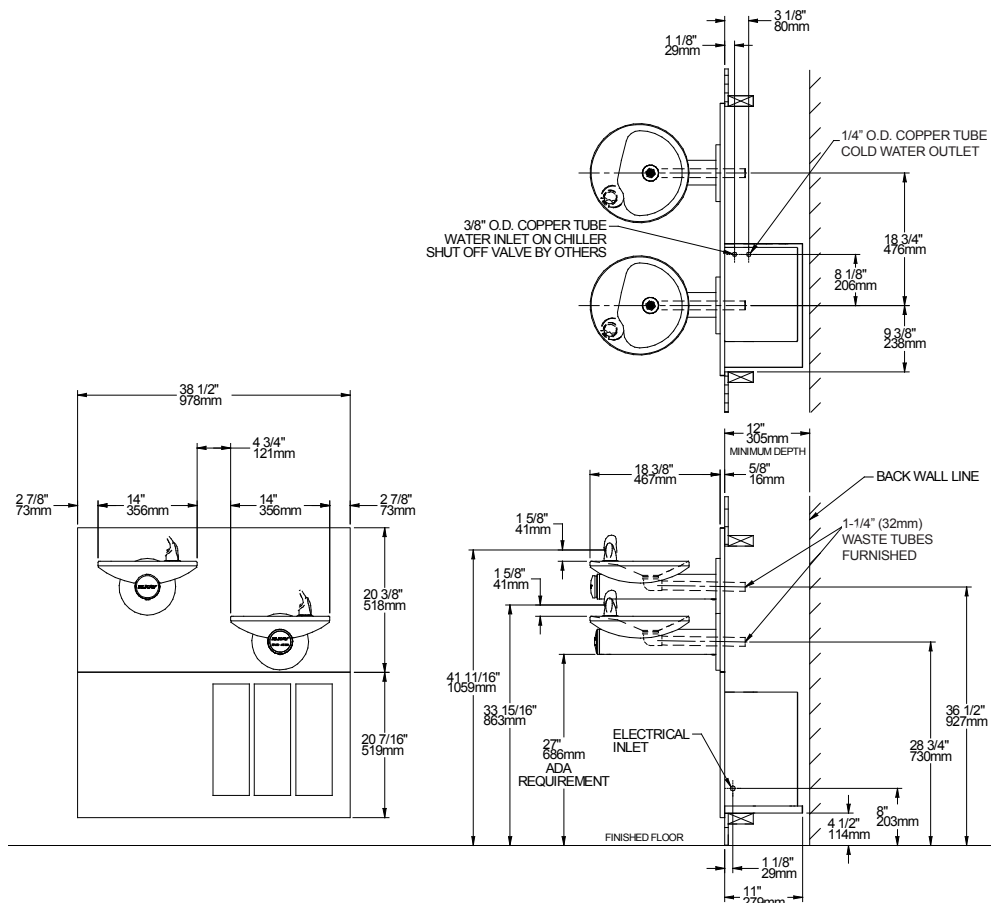 3 1/8"
80mm
1 1/8"
29mm
1/4" O.D. COPPER TUBE
COLD WATER OUTLET
3/8" O.D. COPPER TUBE
WATER INLET ON CHILLER
SHUT OFF VALVE BY OTHERS
18 3/4"
476mm
8 1/8"
206mm
9 3/8"
238mm
38 1/2"
978mm
4 3/4"
121mm
2 7/8"
73mm
14"
356mm
14"
356mm
2 7/8"
73mm
20 3/8"
518mm
20 7/16"
519mm
12"
305mm
MINIMUM DEPTH
18 3/8"
467mm
5/8"
16mm
BACK WALL LINE
1 5/8"
41mm
1-1/4" (32mm)
WASTE TUBES
FURNISHED
1 5/8"
41mm
41 11/16"
1059mm
33 15/16"
863mm
27"
686mm
ADA
REQUIREMENT
ELECTRICAL
INLET
36 1/2"
927mm
28 3/4"
730mm
8"
203mm
4 1/2"
114mm
FINISHED FLOOR
1 1/8"
29mm
11"
279mm